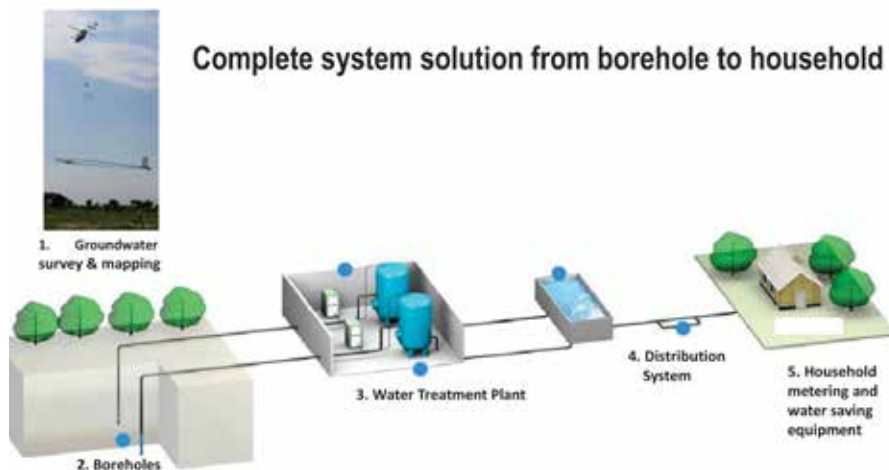 Complete system solution from borehole to household
1. Groundwater
survey & mapping
2. Boreholes
3. Water Treatment Plant
4. Distribution
System
5. Household
metering and
water saving
equipment